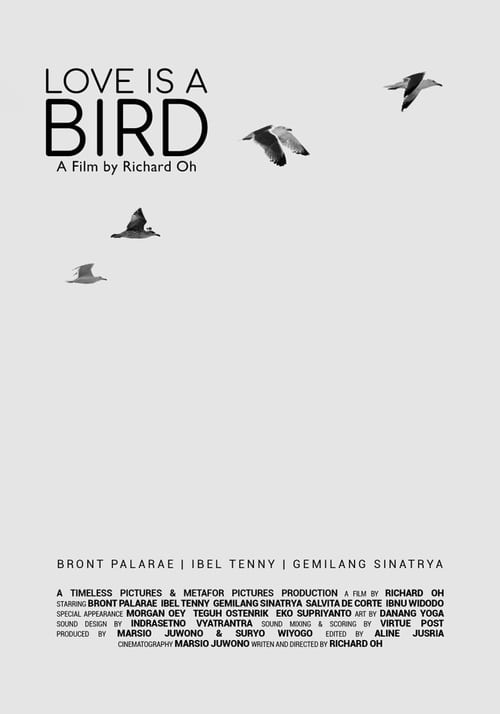 LOVE IS A
BIRD
A Film by Richard Oh
BRONT PALARAE | IBEL TENNY | GEMILANG SINATRYA
A TIMELESS PICTURES & METAFOR PICTURES PRODUCTION A FILM BY RICHARD OH
STARRING BRONT PALARAE IBEL TENNY GEMILANG SINATRYA SALVITA DE CORTE IBNU WIDODO
SPECIAL APPEARANCE MORGAN OEY TEGUH OSTENRIK EKO SUPRIYANTO ART BY DANANG YOGA
SOUND DESIGN BY INDRASETNO VYATRANTRA SOUND MIXING & SCORING BY VIRTUE POST
PRODUCED BY MARSIO JUWONO & SURYO WIYOGO EDITED BY ALINE JUSRIA
CINEMATOGRAPHY MARSIO JUWONO WRITTEN AND DIRECTED BY RICHARD OH